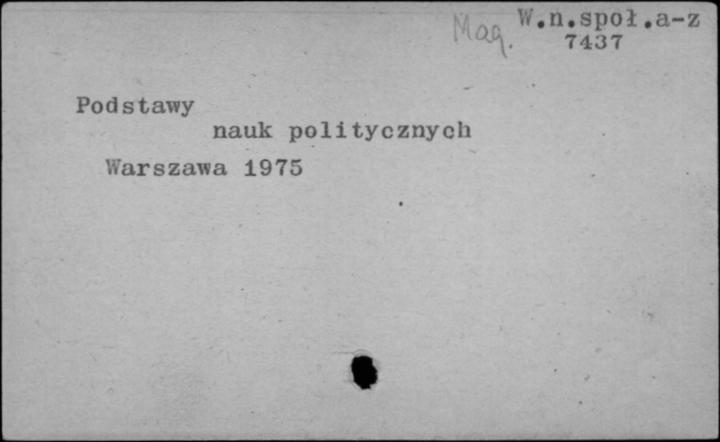 Mag. W.n.społ.a-z
7437
Podstawy
nauk politycznych
Warszawa 1975